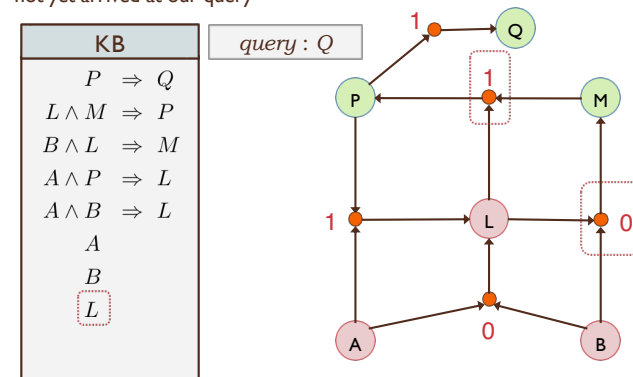 not yet arrived at our query
KB
query : Q
P ⇒ Q
L ∧ M ⇒ P
B ∧ L ⇒ M
A ∧ P ⇒ L
A ∧ B ⇒ L
A
B
L
1
Q
1
P
M
1
L
0
0
A
B